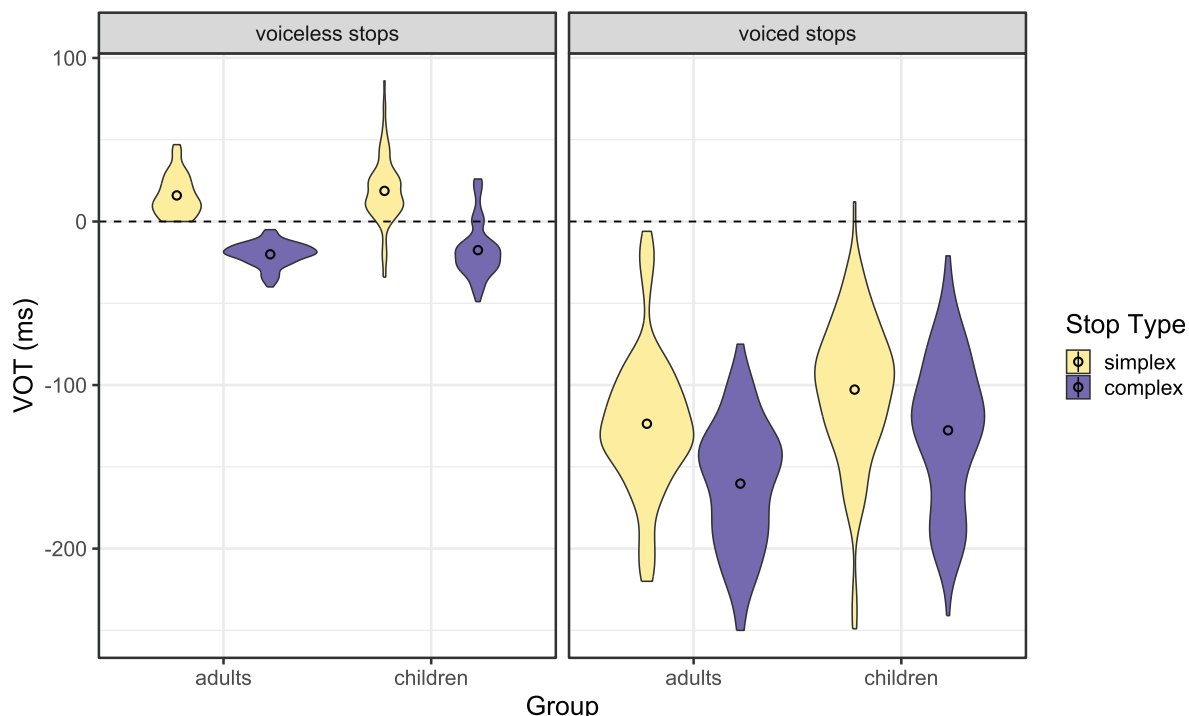 voiceless stops
voiced stops
100
0
-100
-200
VOT (ms)
adults
children
adults
children
Group
Stop Type
simplex
complex